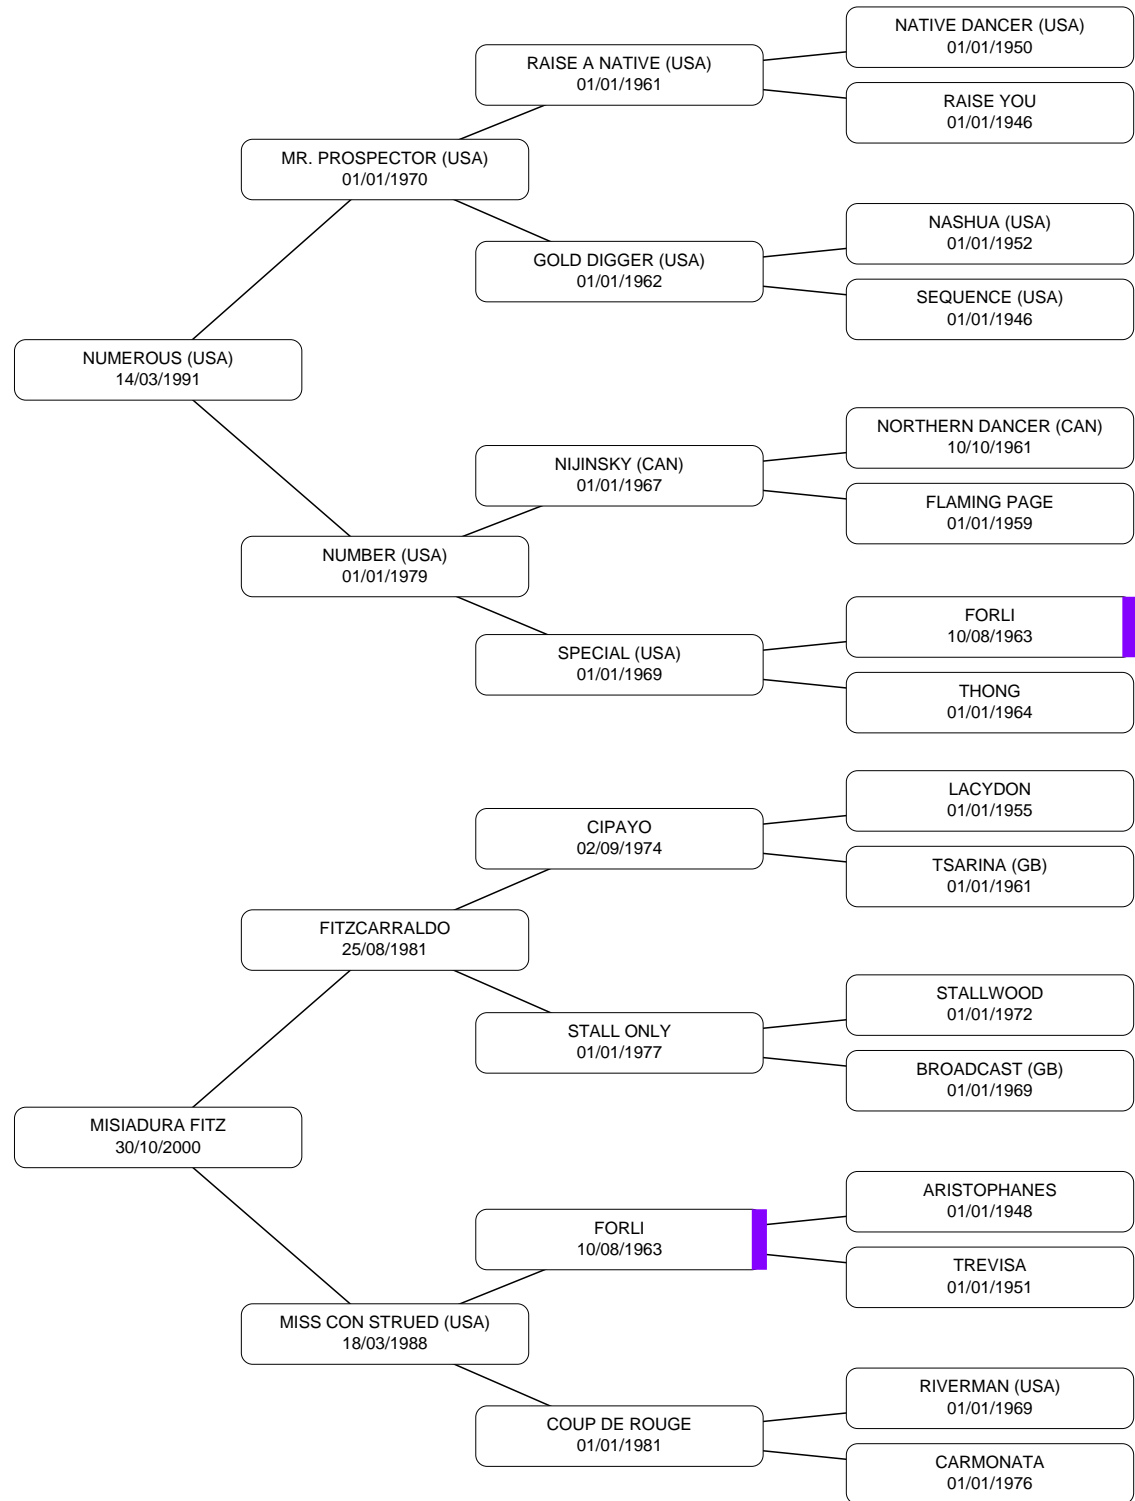 NATIVE DANCER (USA)
01/01/1950
RAISE A NATIVE (USA)
01/01/1961
RAISE YOU
01/01/1946
MR. PROSPECTOR (USA)
01/01/1970
NASHUA (USA)
01/01/1952
GOLD DIGGER (USA)
01/01/1962
SEQUENCE (USA)
01/01/1946
NUMEROUS (USA)
14/03/1991
NORTHERN DANCER (CAN)
10/10/1961
NIJINSKY (CAN)
01/01/1967
FLAMING PAGE
01/01/1959
NUMBER (USA)
01/01/1979
FORLI
10/08/1963
SPECIAL (USA)
01/01/1969
THONG
01/01/1964
LACYDON
01/01/1955
CIPAYO
02/09/1974
TSARINA (GB)
01/01/1961
FITZCARRALDO
25/08/1981
STALLWOOD
01/01/1972
STALL ONLY
01/01/1977
BROADCAST (GB)
01/01/1969
MISIADURA FITZ
30/10/2000
ARISTOPHANES
01/01/1948
FORLI
10/08/1963
TREVISA
01/01/1951
MISS CON STRUED (USA)
18/03/1988
RIVERMAN (USA)
01/01/1969
COUP DE ROUGE
01/01/1981
CARMONATA
01/01/1976